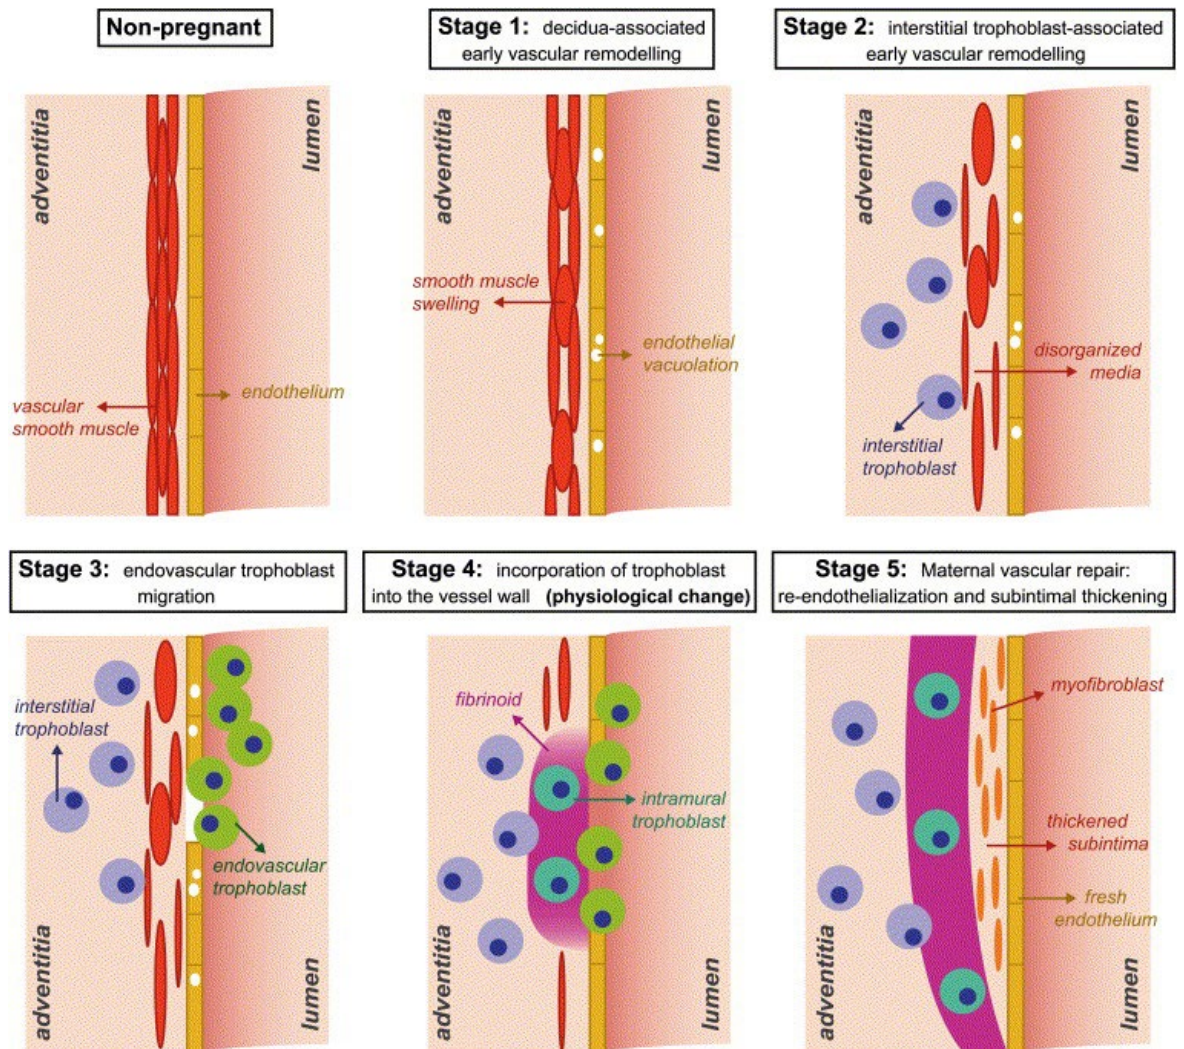 Non-pregnant
Stage 1: decidua-associated
early vascular remodelling
Stage 2: interstitial trophoblast-associated
early vascular remodelling
adventitia
lumen
vascular
smooth muscle
endothelium
adventitia
lumen
smooth muscle
swelling
endothelial
vacuolation
adventitia
lumen
disorganized
media
interstitial
trophoblast
Stage 3: endovascular trophoblast
migration
Stage 4: incorporation of trophoblast
into the vessel wall (physiological change)
Stage 5: Maternal vascular repair:
re-endothelialization and subintimal thickening
interstitial
trophoblast
endovascular
trophoblast
adventitia
lumen
fibrinoid
intramural
trophoblast
adventitia
lumen
myofibroblast
thickened
subintima
fresh
endothelium
adventitia
lumen